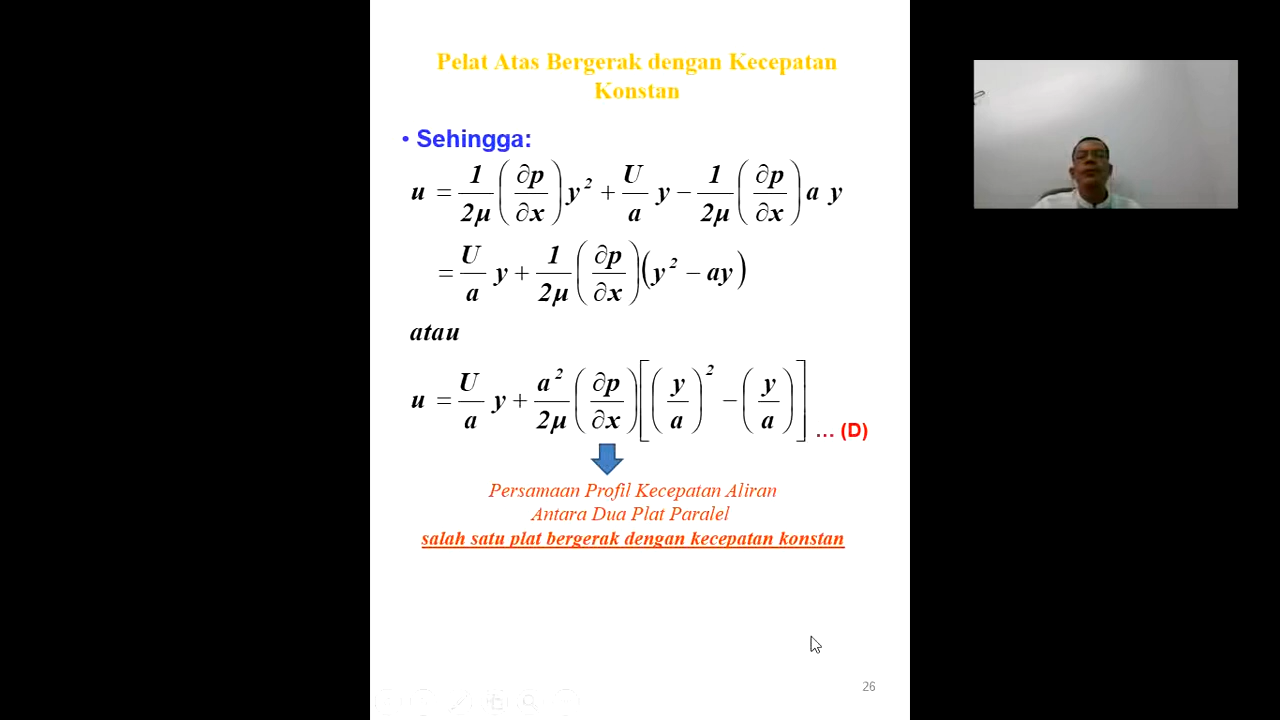 Pelat Atas Bergerak dengan Kecepatan
Konstan
• Sehingga:
u = 1/2μ (∂p/∂x) y² + U/a y − 1/2μ (∂p/∂x) a y
= U/a y + 1/2μ (∂p/∂x) (y² − ay)
atau
u = U/a y + a²/2μ (∂p/∂x) [(y/a)² − (y/a)]
... (D)
Persamaan Profil Kecepatan Aliran
Antara Dua Plat Paralel
salah satu plat bergerak dengan kecepatan konstan
26